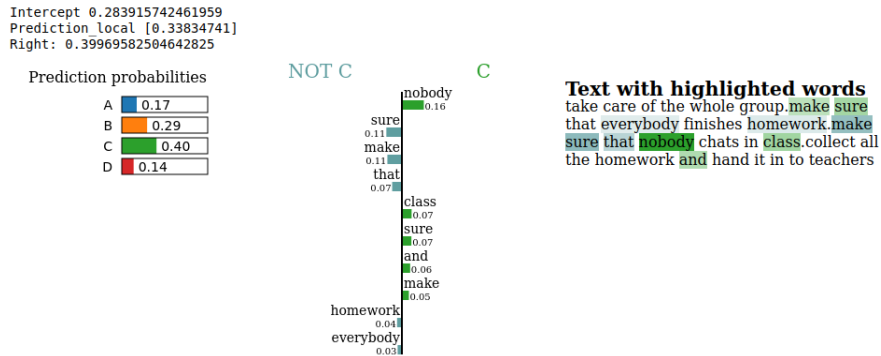 Intercept 0.283915742461959
Prediction_local [0.33834741]
Right: 0.39969582504642825
Prediction probabilities
A 0.17
B 0.29
C 0.40
D 0.14
NOT C C
nobody
0.16
sure
0.11
make
0.11
that
0.07
class
0.07
sure
0.07
and
0.06
make
0.05
homework
0.04
everybody
0.03
Text with highlighted words
take care of the whole group.make sure
that everybody finishes homework.make
sure that nobody chats in class.collect all
the homework and hand it in to teachers